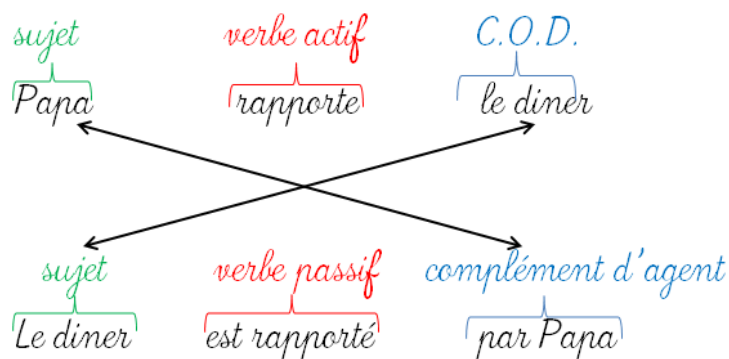 sujet verbe actif C.O.D.
Papa rapporte le diner
sujet verbe passif complément d'agent
Le diner est rapporté par Papa